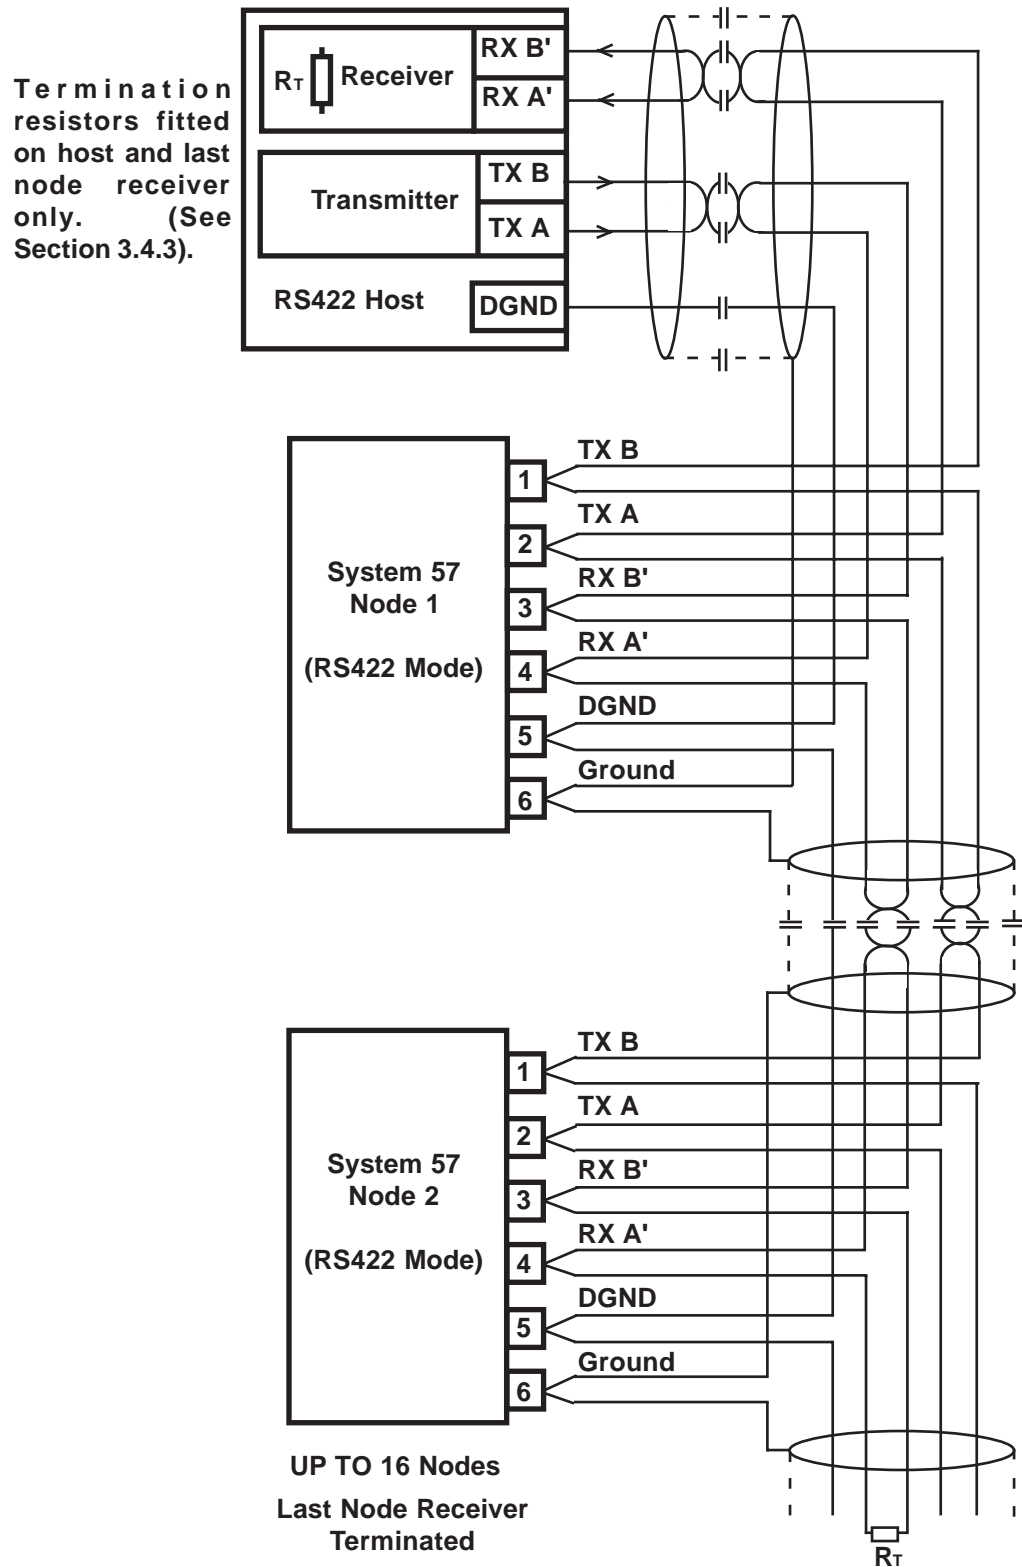 Termination
resistors fitted
on host and last
node receiver
only. (See
Section 3.4.3).
RT Receiver
RX B'
RX A'
Transmitter
TX B
TX A
RS422 Host
DGND
System 57
Node 1
(RS422 Mode)
1
TX B
2
TX A
3
RX B'
4
RX A'
5
DGND
6
Ground
System 57
Node 2
(RS422 Mode)
1
TX B
2
TX A
3
RX B'
4
RX A'
5
DGND
6
Ground
UP TO 16 Nodes
Last Node Receiver
Terminated
RT